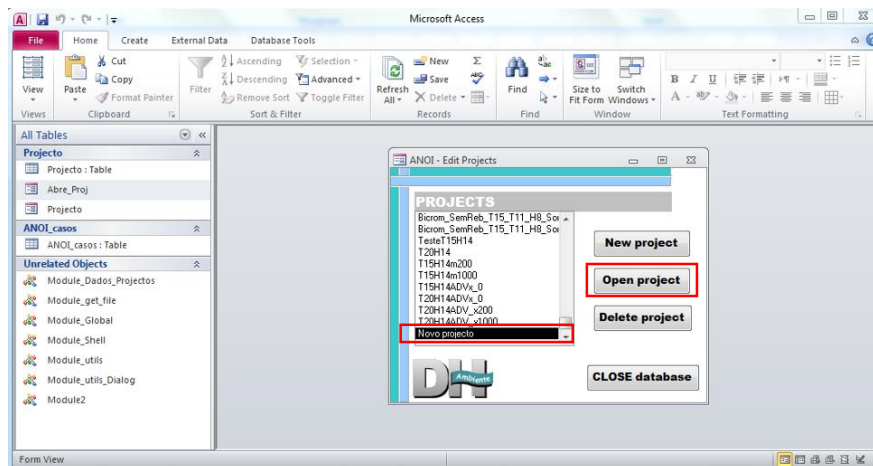 Microsoft Access
File Home Create External Data Database Tools
View
Paste
Cut
Copy
Format Painter
Filter
Ascending
Descending
Remove Sort
Selection
Advanced
Toggle Filter
Refresh All
New
Save
Delete
Find
Size to Fit Form
Switch Windows
Views Clipboard Sort & Filter Records Find Window Text Formatting
All Tables
Projecto
Projecto : Table
Abre_Proj
Projecto
ANOI_casos
ANOI_casos : Table
Unrelated Objects
Module_Dados_Projectos
Module_get_file
Module_Global
Module_Shell
Module_utils
Module_utils_Dialog
Module2
ANOI - Edit Projects
PROJECTS
Bicrom_SemReb_T15_T11_H8_Sor
Bicrom_SemReb_T15_T11_H8_Sor
TesteT15H14
T20H14
T15H14m200
T15H14m1000
T15H14ADVx_0
T20H14ADVx_0
T20H14ADV_x200
T20H14ADV_x1000
Novo projecto
New project
Open project
Delete project
CLOSE database
DH Ambiente
Form View